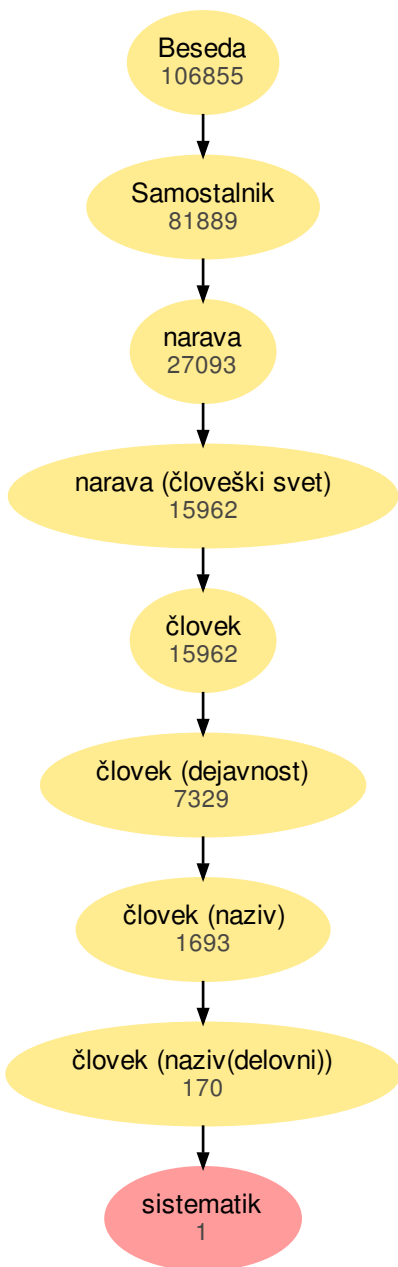 Beseda
106855
Samostalnik
81889
narava
27093
narava (človeški svet)
15962
človek
15962
človek (dejavnost)
7329
človek (naziv)
1693
človek (naziv(delovni))
170
sistematik
1